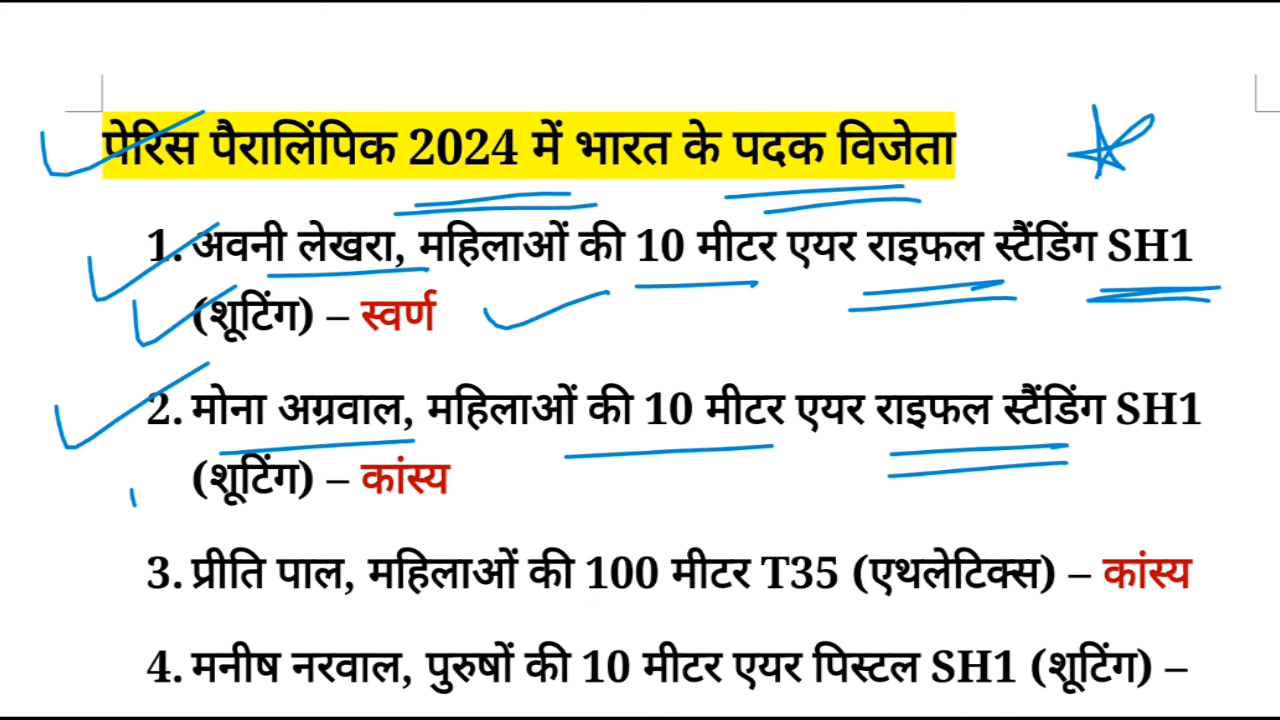 पेरिस पैरालिंपिक 2024 में भारत के पदक विजेता
1. अवनी लेखरा, महिलाओं की 10 मीटर एयर राइफल स्टैंडिंग SH1
(शूटिंग) – स्वर्ण
2. मोना अग्रवाल, महिलाओं की 10 मीटर एयर राइफल स्टैंडिंग SH1
(शूटिंग) – कांस्य
3. प्रीति पाल, महिलाओं की 100 मीटर T35 (एथलेटिक्स) – कांस्य
4. मनीष नरवाल, पुरुषों की 10 मीटर एयर पिस्टल SH1 (शूटिंग) –